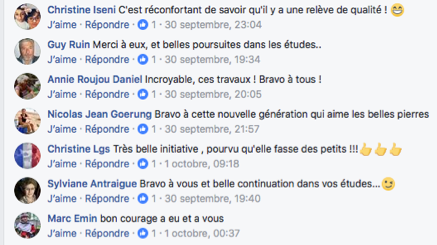 Christine Iseni C'est réconfortant de savoir qu'il y a une relève de qualité ! 😁
J'aime · Répondre · 1 · 30 septembre, 23:04
Guy Ruin Merci à eux, et belles poursuites dans les études..
J'aime · Répondre · 1 · 30 septembre, 19:34
Annie Roujou Daniel Incroyable, ces travaux ! Bravo à tous !
J'aime · Répondre · 1 · 30 septembre, 20:05
Nicolas Jean Goerung Bravo à cette nouvelle génération qui aime les belles pierres
J'aime · Répondre · 1 · 30 septembre, 21:57
Christine Lgs Très belle initiative , pourvu qu'elle fasse des petits !!!👍👍👍
J'aime · Répondre · 1 · 1 octobre, 09:18
Sylviane Antraigue Bravo à vous et belle continuation dans vos études...😉
J'aime · Répondre · 1 · 30 septembre, 19:40
Marc Emin bon courage a eu et a vous
J'aime · Répondre · 1 · 1 octobre, 00:37